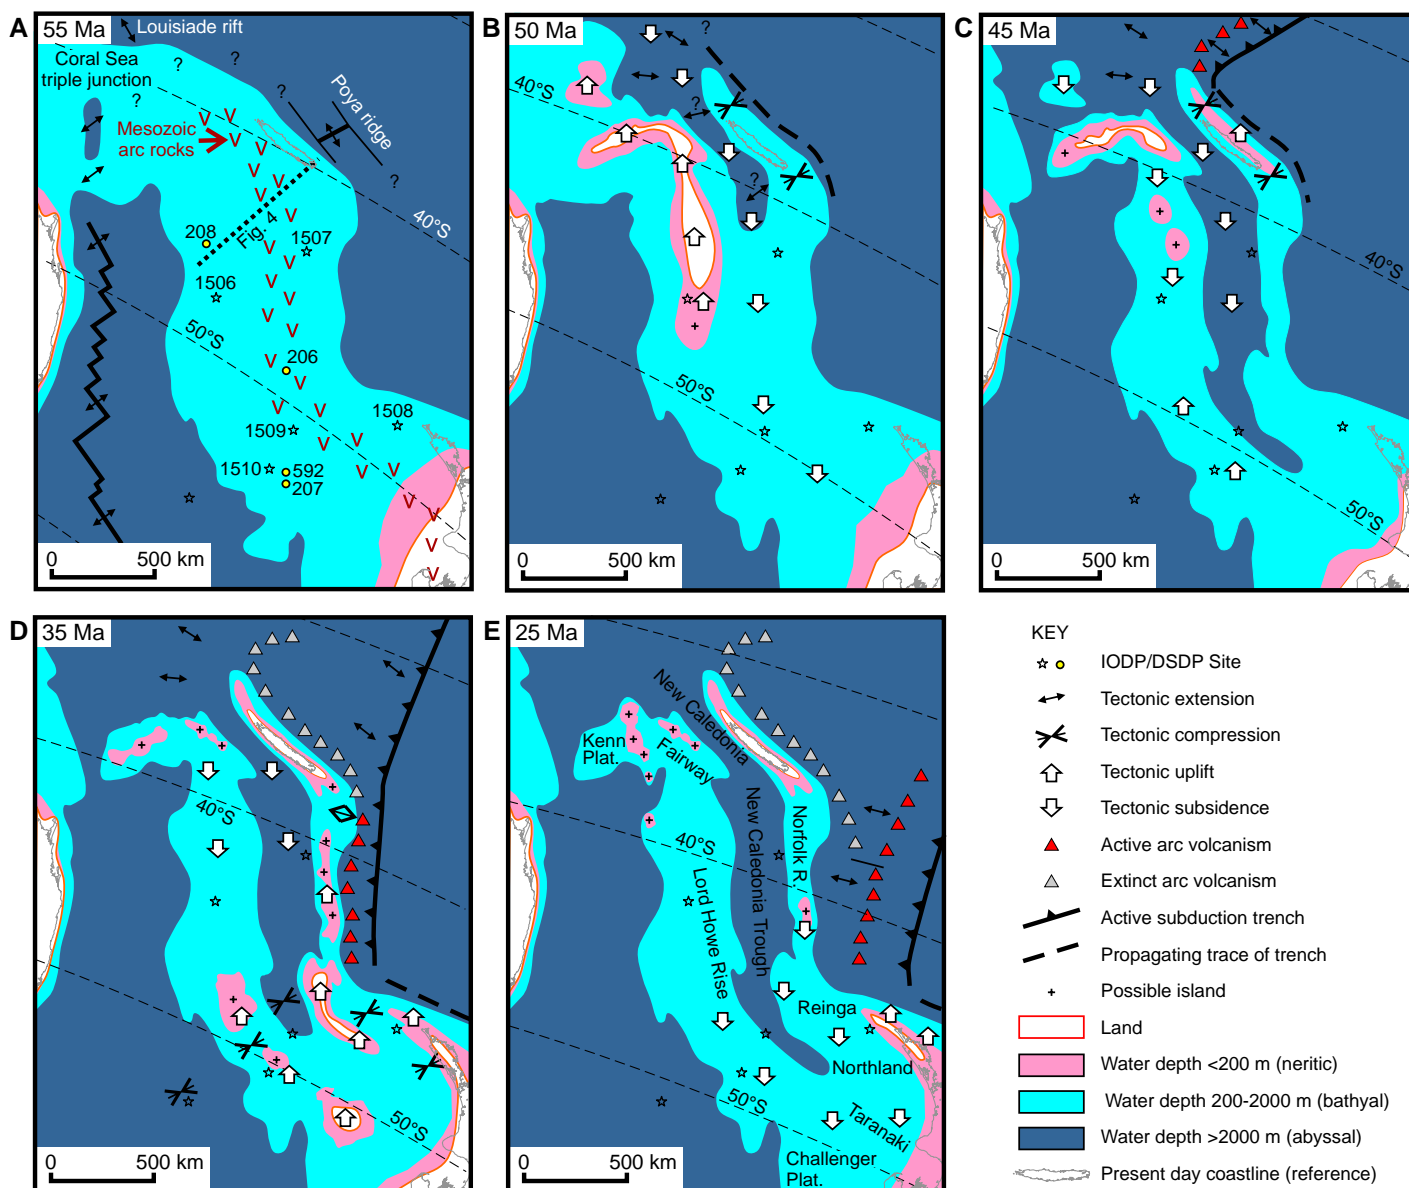 A
55 Ma
Louisiade rift
?
?
Coral Sea
triple junction
?
?
Poya ridge
Mesozoic
arc rocks
?
Fig. 4
40°S
208
1507
1506
50°S
206
1508
1509
1510
592
207
0 500 km
B
50 Ma
?
40°S
?
?
50°S
0 500 km
C
45 Ma
40°S
50°S
0 500 km
D
35 Ma
40°S
50°S
0 500 km
E
25 Ma
New Caledonia
Kenn
Plat.
Fairway
New Caledonia Trough
Norfolk R.
40°S
Lord Howe Rise
Reinga
Northland
50°S
Taranaki
Challenger
Plat.
0 500 km
KEY
IODP/DSDP Site
Tectonic extension
Tectonic compression
Tectonic uplift
Tectonic subsidence
Active arc volcanism
Extinct arc volcanism
Active subduction trench
Propagating trace of trench
Possible island
Land
Water depth <200 m (neritic)
Water depth 200-2000 m (bathyal)
Water depth >2000 m (abyssal)
Present day coastline (reference)